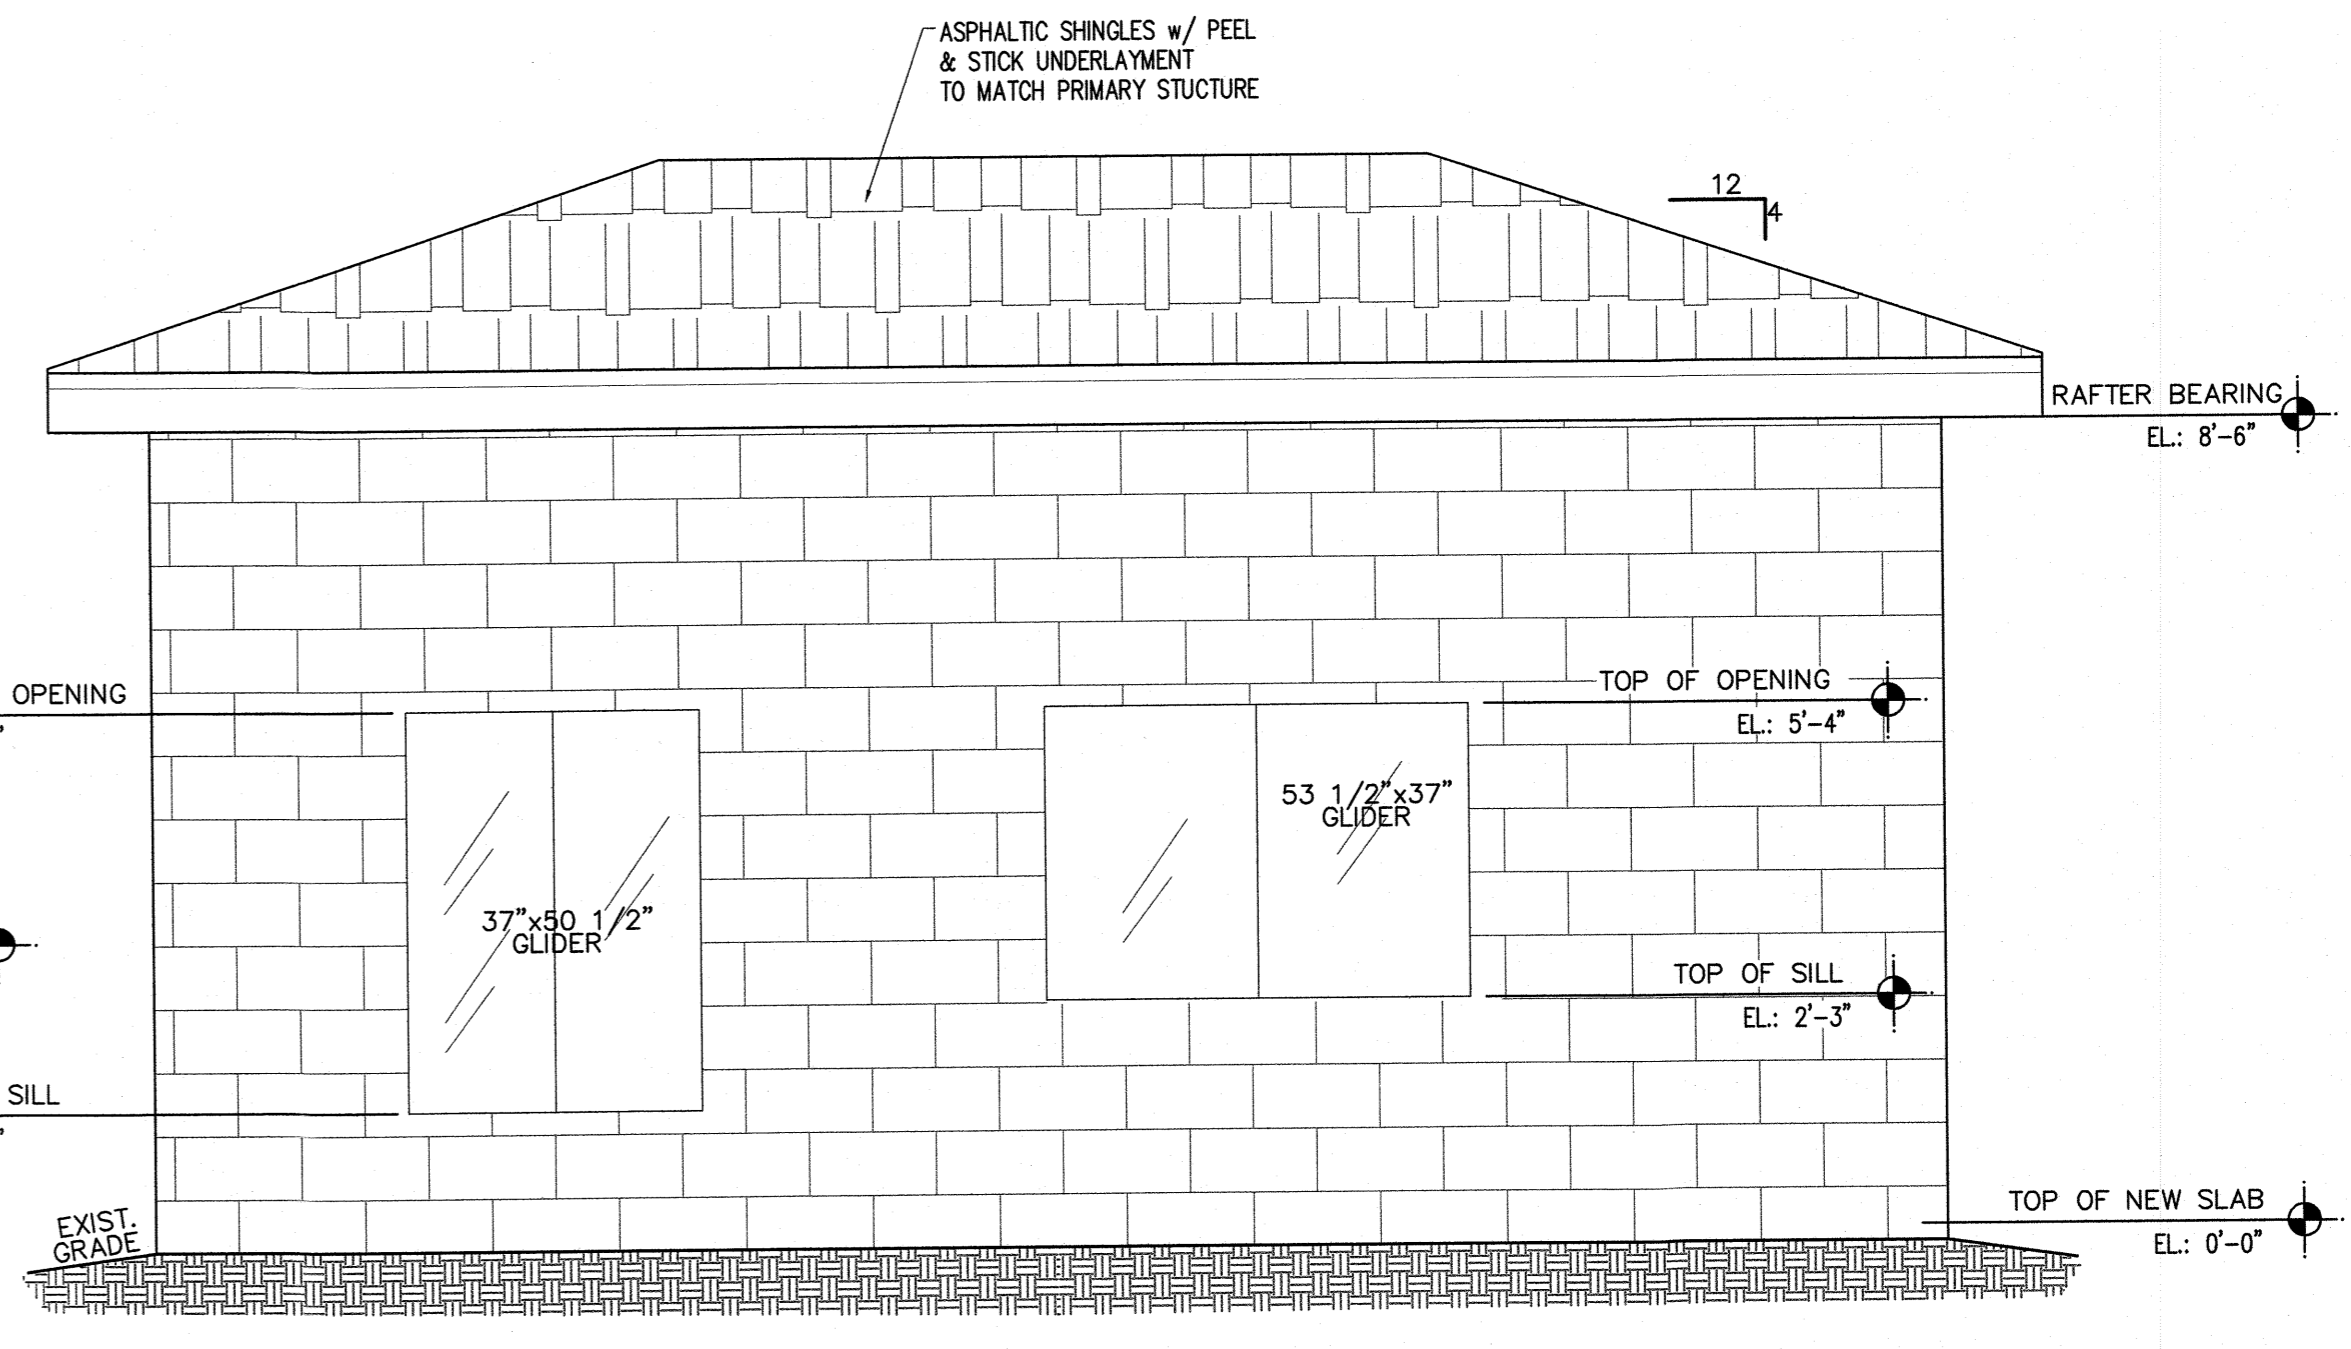 ASPHALTIC SHINGLES w/ PEEL
& STICK UNDERLAYMENT
TO MATCH PRIMARY STUCTURE
12
4
RAFTER BEARING
EL.: 8'-6"
OPENING
TOP OF OPENING
EL.: 5'-4"
53 1/2"x37"
GLIDER
37"x50 1/2"
GLIDER
TOP OF SILL
EL.: 2'-3"
SILL
TOP OF NEW SLAB
EL.: 0'-0"
EXIST.
GRADE